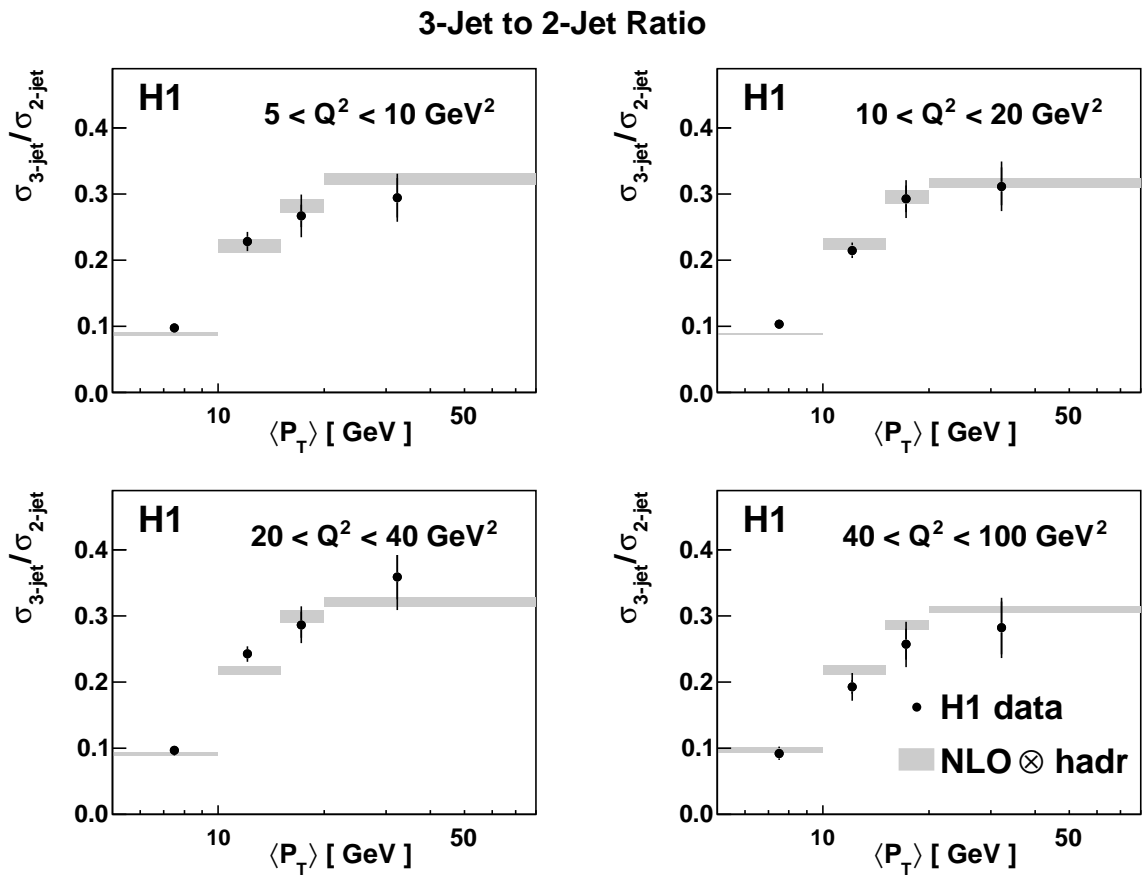 3-Jet to 2-Jet Ratio
H1
5 < Q² < 10 GeV²
σ3-jet/σ2-jet
0.4
0.3
0.2
0.1
0.0
10
50
⟨P_T⟩ [ GeV ]
H1
10 < Q² < 20 GeV²
σ3-jet/σ2-jet
0.4
0.3
0.2
0.1
0.0
10
50
⟨P_T⟩ [ GeV ]
H1
20 < Q² < 40 GeV²
σ3-jet/σ2-jet
0.4
0.3
0.2
0.1
0.0
10
50
⟨P_T⟩ [ GeV ]
H1
40 < Q² < 100 GeV²
σ3-jet/σ2-jet
0.4
0.3
0.2
0.1
0.0
H1 data
NLO ⊗ hadr
10
50
⟨P_T⟩ [ GeV ]